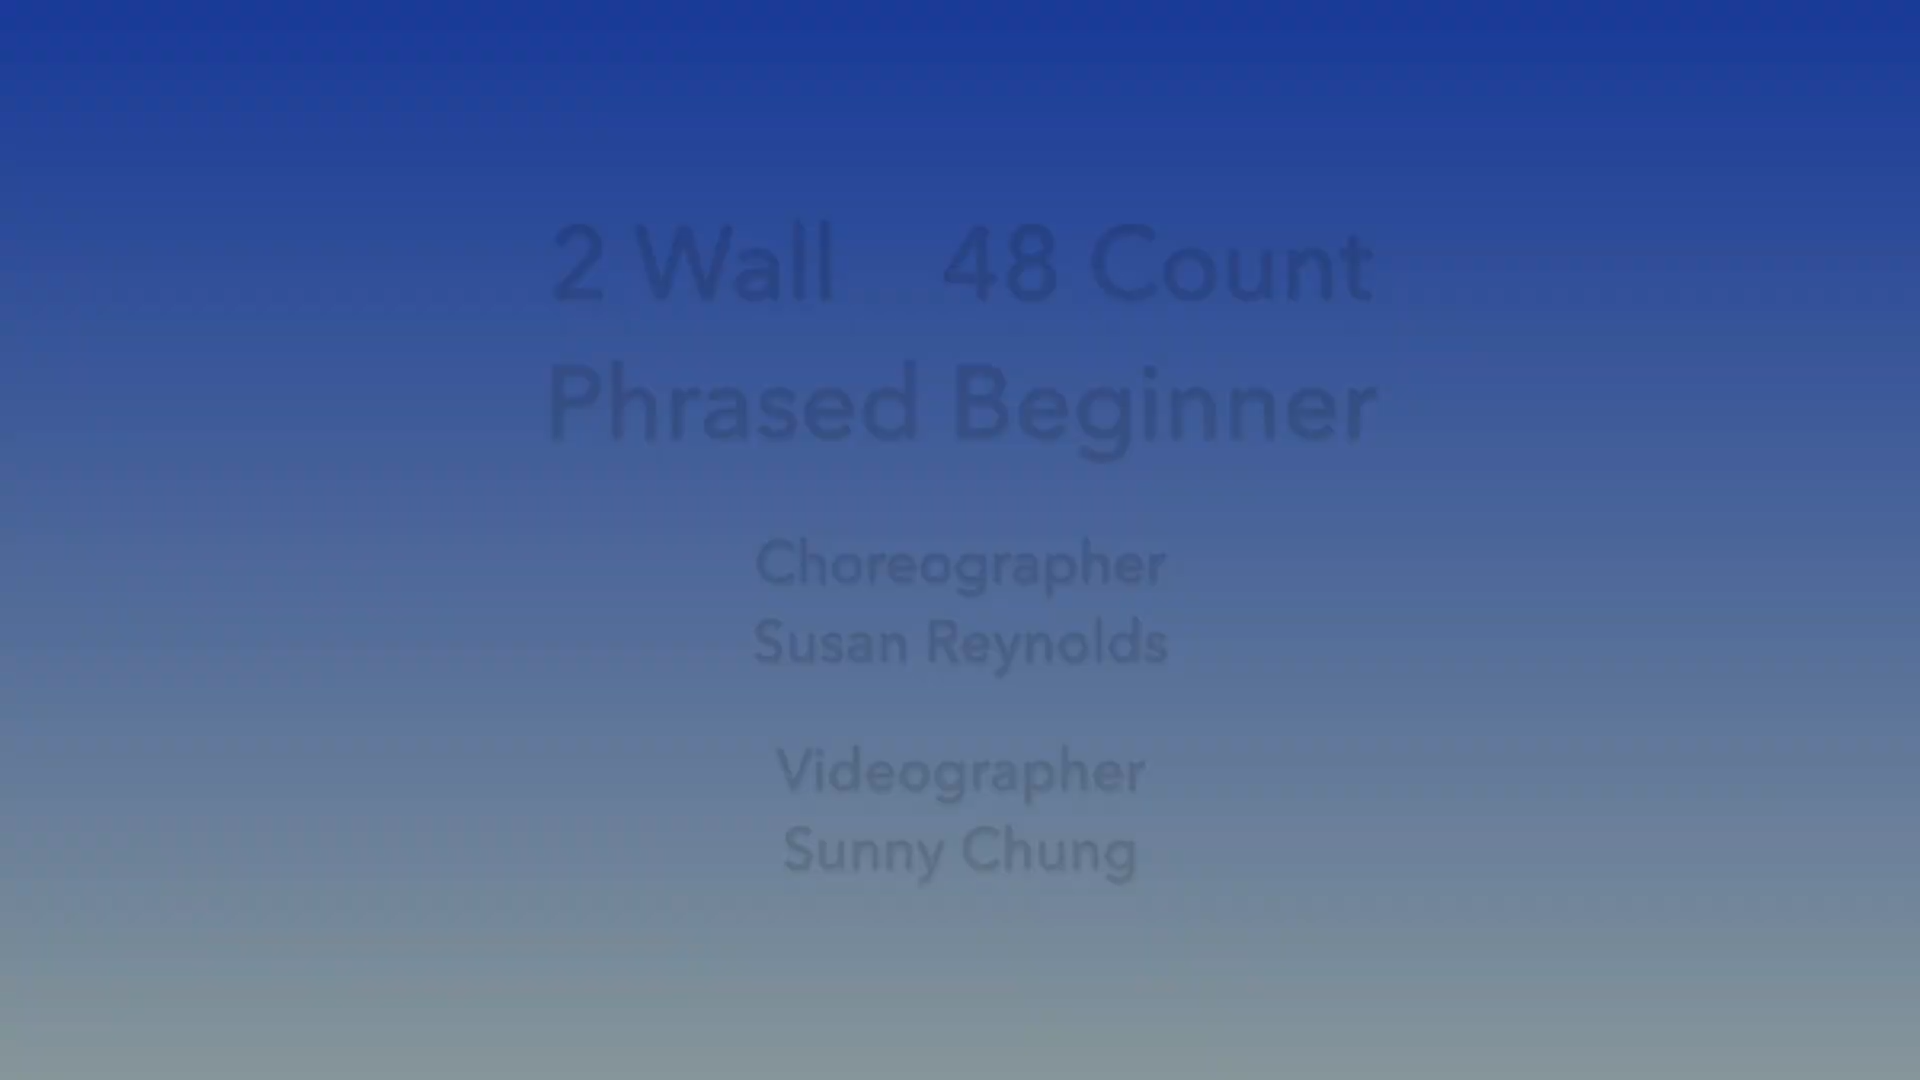 2 Wall 48 Count
Phrased Beginner
Choreographer
Susan Reynolds
Videographer
Sunny Chung